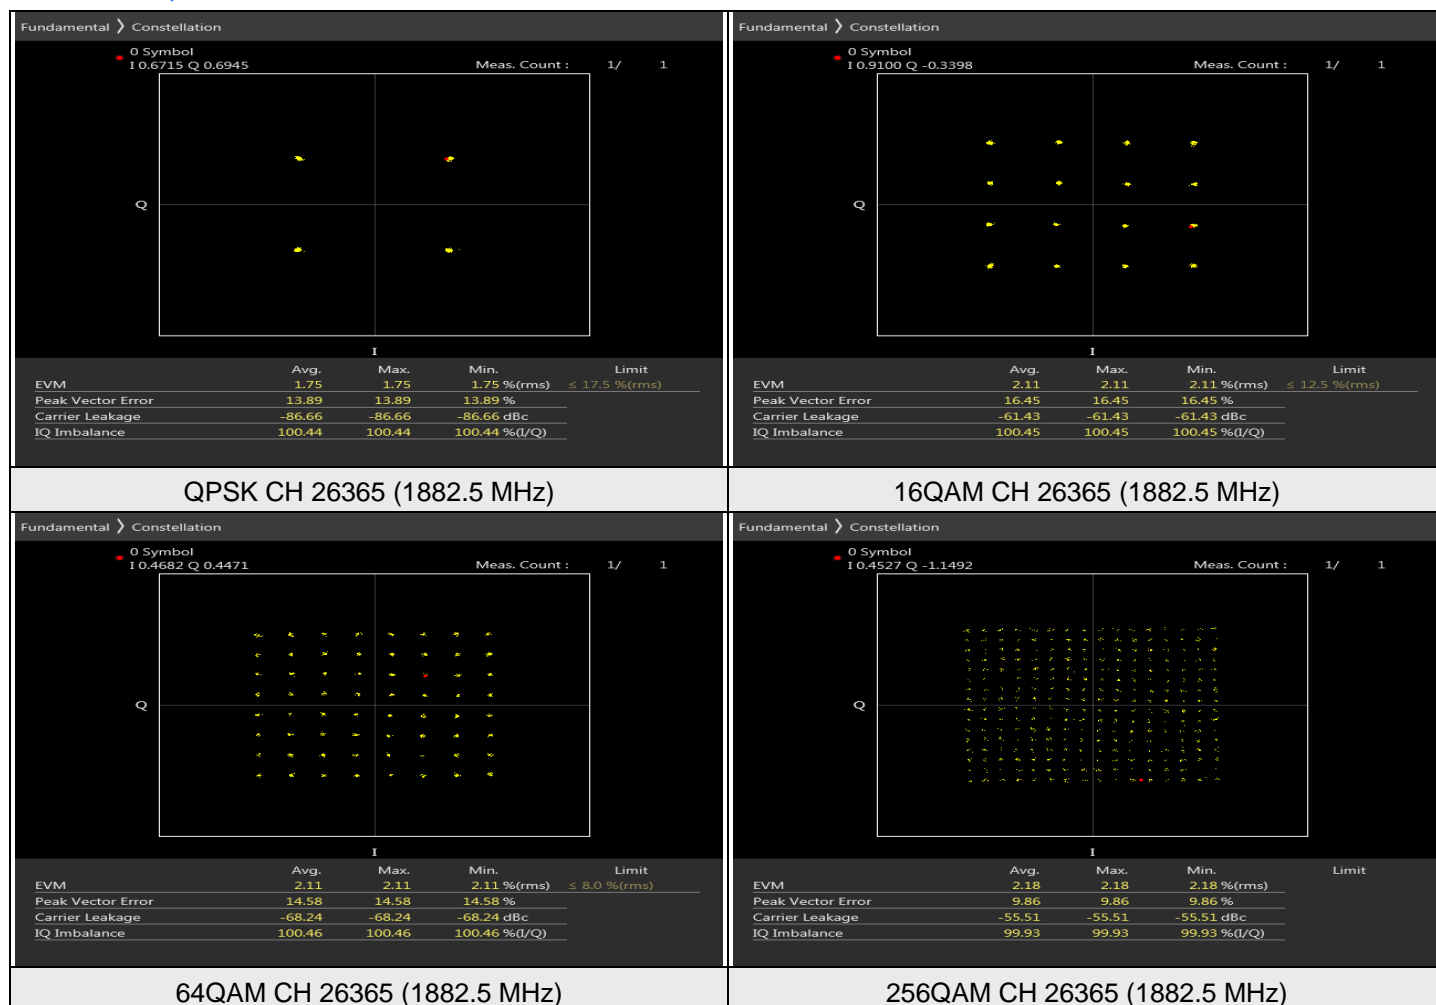 Fundamental > Constellation
0 Symbol
I 0.6715 Q 0.6945 Meas. Count : 1/ 1
Q
I
Avg. Max. Min. Limit
EVM 1.75 1.75 1.75 %(rms) ≤ 17.5 %(rms)
Peak Vector Error 13.89 13.89 13.89 %
Carrier Leakage -86.66 -86.66 -86.66 dBc
IQ Imbalance 100.44 100.44 100.44 %(I/Q)
QPSK CH 26365 (1882.5 MHz)
Fundamental > Constellation
0 Symbol
I 0.9100 Q -0.3398 Meas. Count : 1/ 1
Q
I
Avg. Max. Min. Limit
EVM 2.11 2.11 2.11 %(rms) ≤ 12.5 %(rms)
Peak Vector Error 16.45 16.45 16.45 %
Carrier Leakage -61.43 -61.43 -61.43 dBc
IQ Imbalance 100.45 100.45 100.45 %(I/Q)
16QAM CH 26365 (1882.5 MHz)
Fundamental > Constellation
0 Symbol
I 0.4682 Q 0.4471 Meas. Count : 1/ 1
Q
I
Avg. Max. Min. Limit
EVM 2.11 2.11 2.11 %(rms) ≤ 8.0 %(rms)
Peak Vector Error 14.58 14.58 14.58 %
Carrier Leakage -68.24 -68.24 -68.24 dBc
IQ Imbalance 100.46 100.46 100.46 %(I/Q)
64QAM CH 26365 (1882.5 MHz)
Fundamental > Constellation
0 Symbol
I 0.4527 Q -1.1492 Meas. Count : 1/ 1
Q
I
Avg. Max. Min. Limit
EVM 2.18 2.18 2.18 %(rms)
Peak Vector Error 9.86 9.86 9.86 %
Carrier Leakage -55.51 -55.51 -55.51 dBc
IQ Imbalance 99.93 99.93 99.93 %(I/Q)
256QAM CH 26365 (1882.5 MHz)